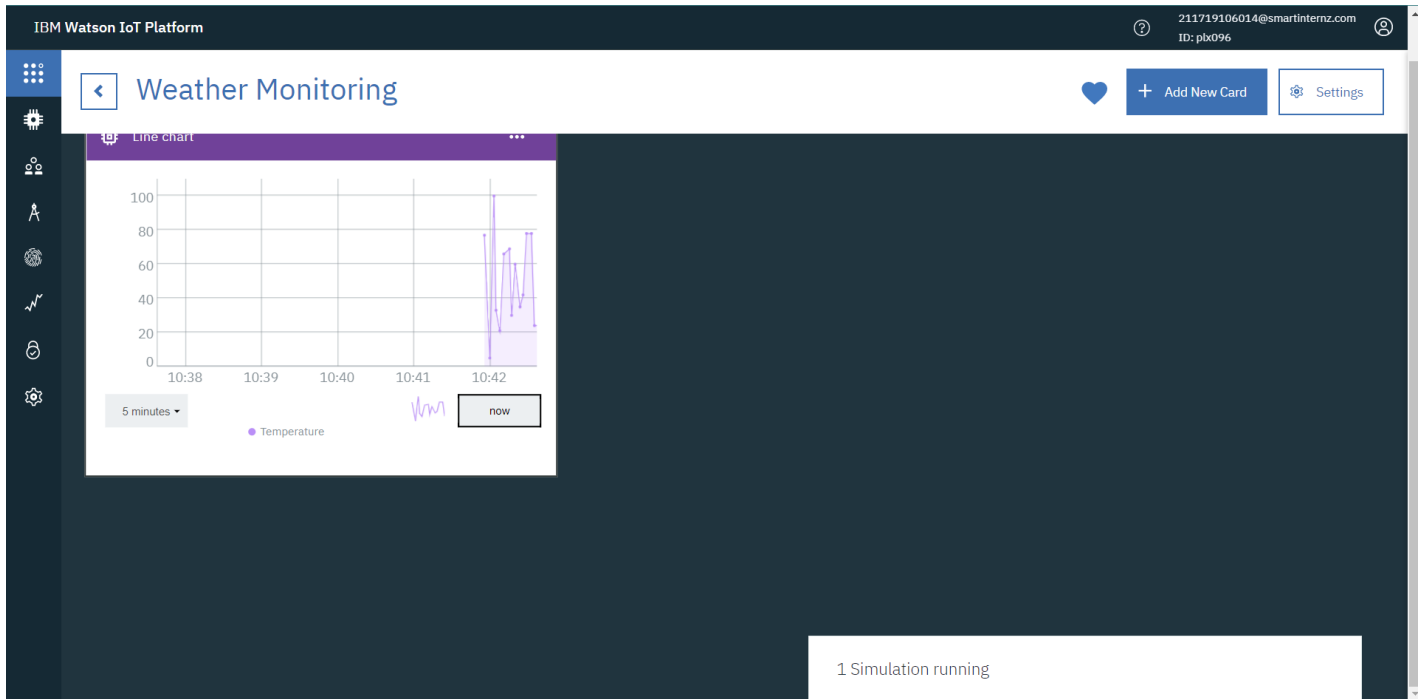 IBM Watson IoT Platform
211719106014@smartinternz.com
ID: plx096
Weather Monitoring
Add New Card
Settings
Line chart
100
80
60
40
20
0
10:38 10:39 10:40 10:41 10:42
5 minutes
now
Temperature
1 Simulation running